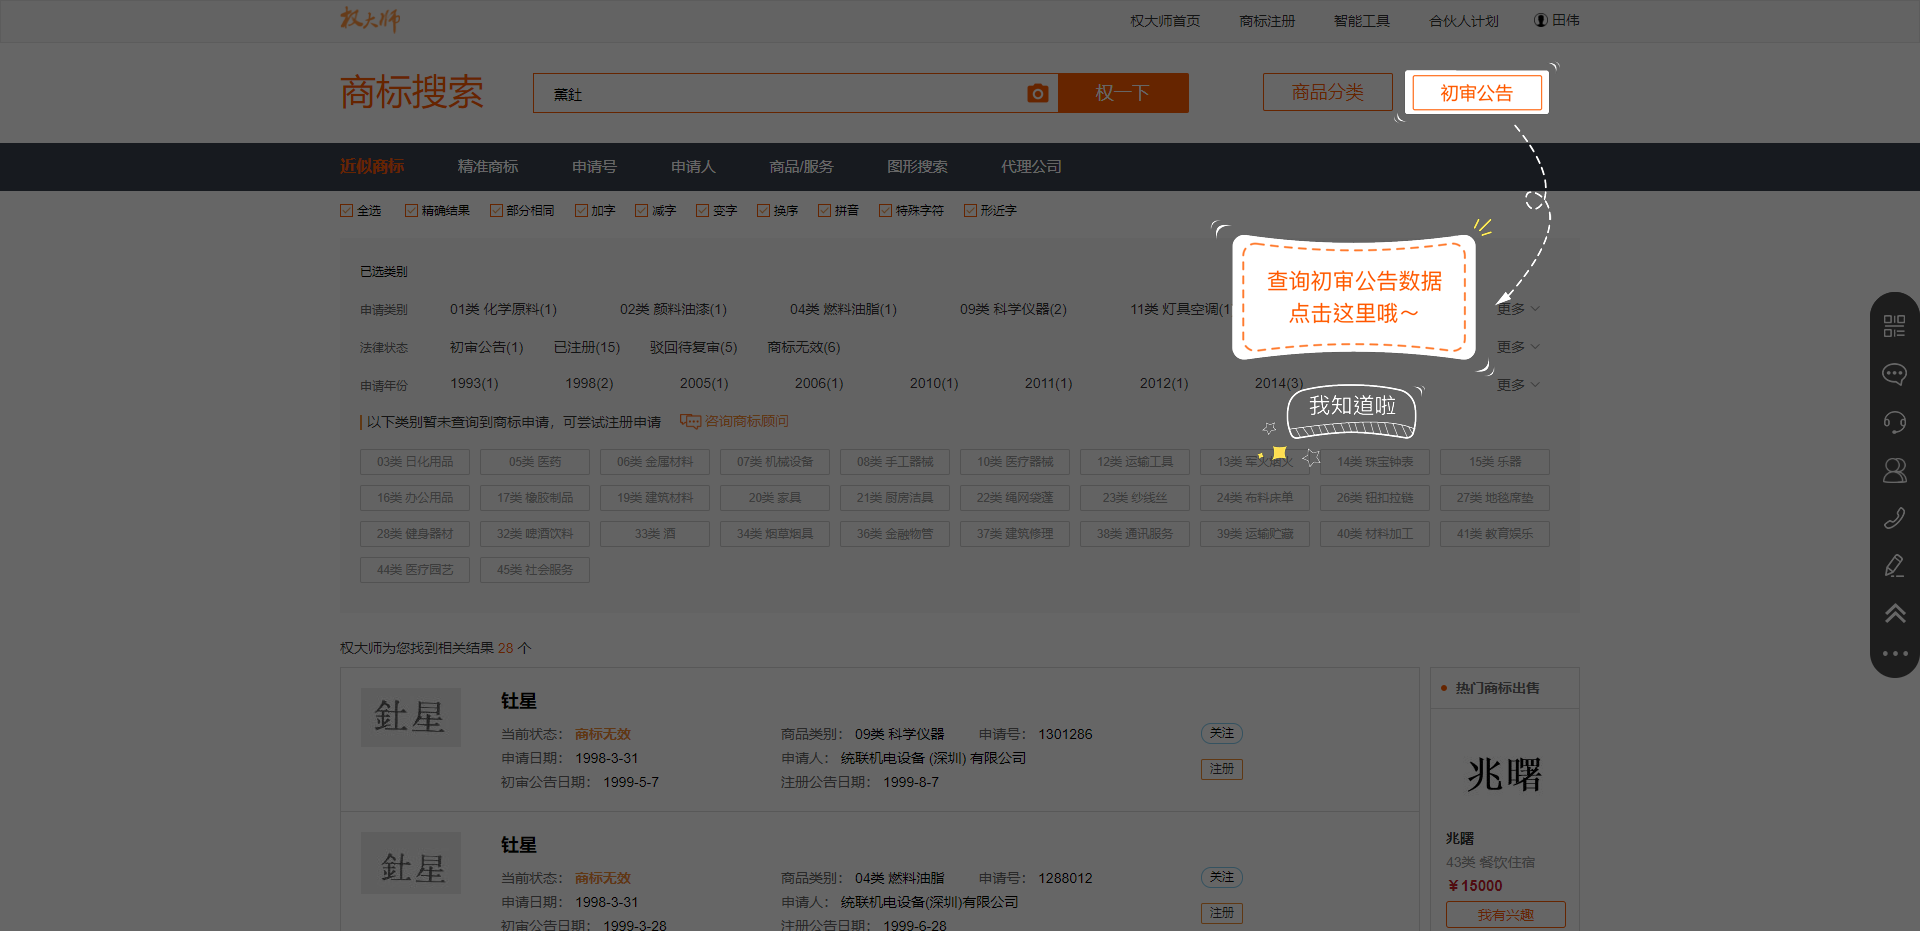 权大师
权大师首页 商标注册 智能工具 合伙人计划 田伟
商标搜索 薰釷 权一下 商品分类 初审公告
近似商标 精准商标 申请号 申请人 商品/服务 图形搜索 代理公司
全选 精确结果 部分相同 加字 减字 变字 换序 拼音 特殊字符 形近字
已选类别
查询初审公告数据
点击这里哦～
申请类别 01类 化学原料(1) 02类 颜料油漆(1) 04类 燃料油脂(1) 09类 科学仪器(2) 11类 灯具空调(1 更多
法律状态 初审公告(1) 已注册(15) 驳回待复审(5) 商标无效(6) 更多
申请年份 1993(1) 1998(2) 2005(1) 2006(1) 2010(1) 2011(1) 2012(1) 2014(3) 更多
我知道啦
以下类别暂未查询到商标申请，可尝试注册申请 咨询商标顾问
03类 日化用品 05类 医药 06类 金属材料 07类 机械设备 08类 手工器械 10类 医疗器械 12类 运输工具 13类 军火烟火 14类 珠宝钟表 15类 乐器
16类 办公用品 17类 橡胶制品 19类 建筑材料 20类 家具 21类 厨房洁具 22类 绳网袋篷 23类 纱线丝 24类 布料床单 26类 钮扣拉链 27类 地毯席垫
28类 健身器材 32类 啤酒饮料 33类 酒 34类 烟草烟具 36类 金融物管 37类 建筑修理 38类 通讯服务 39类 运输贮藏 40类 材料加工 41类 教育娱乐
44类 医疗园艺 45类 社会服务
权大师为您找到相关结果 28 个
釷星
钍星
当前状态： 商标无效 商品类别： 09类 科学仪器 申请号： 1301286 关注
申请日期： 1998-3-31 申请人： 统联机电设备 (深圳) 有限公司 注册
初审公告日期： 1999-5-7 注册公告日期： 1999-8-7
釷星
钍星
当前状态： 商标无效 商品类别： 04类 燃料油脂 申请号： 1288012 关注
申请日期： 1998-3-31 申请人： 统联机电设备(深圳)有限公司 注册
初审公告日期： 1999-3-28 注册公告日期： 1999-6-28
热门商标出售
兆曙
兆曙
43类 餐饮住宿
￥15000
我有兴趣